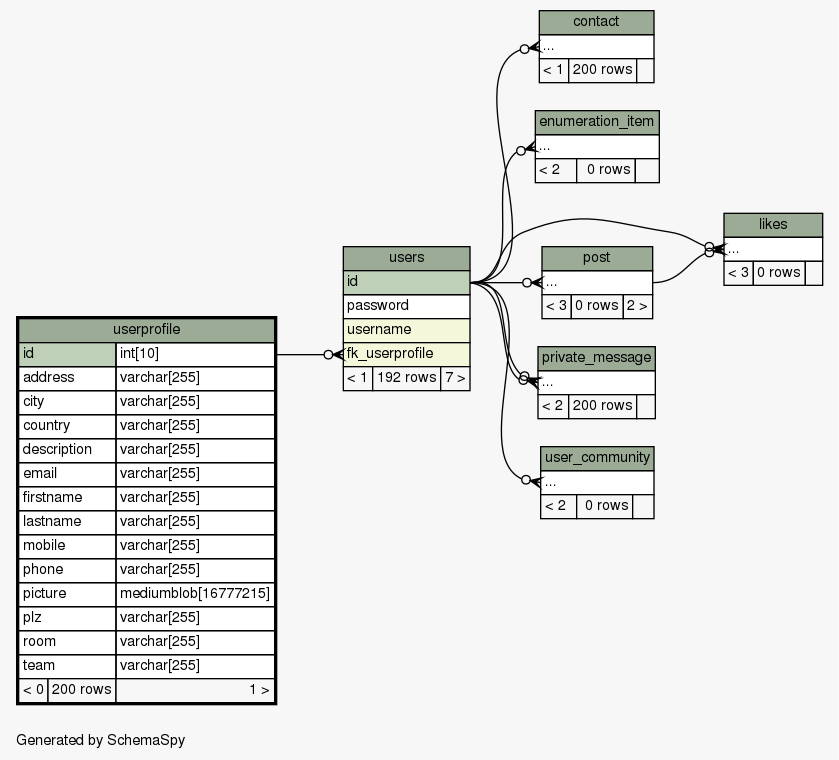 contact
...
< 1 200 rows
enumeration_item
...
< 2 0 rows
likes
...
< 3 0 rows
users
id
password
username
fk_userprofile
< 1 192 rows 7 >
post
...
< 3 0 rows 2 >
private_message
...
< 2 200 rows
user_community
...
< 2 0 rows
userprofile
id int[10]
address varchar[255]
city varchar[255]
country varchar[255]
description varchar[255]
email varchar[255]
firstname varchar[255]
lastname varchar[255]
mobile varchar[255]
phone varchar[255]
picture mediumblob[16777215]
plz varchar[255]
room varchar[255]
team varchar[255]
< 0 200 rows 1 >
Generated by SchemaSpy